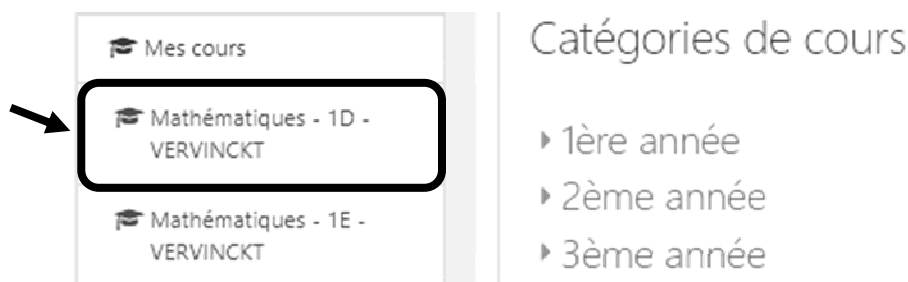 Mes cours
Mathématiques - 1D -
VERVINCKT
Mathématiques - 1E -
VERVINCKT
Catégories de cours
1ère année
2ème année
3ème année